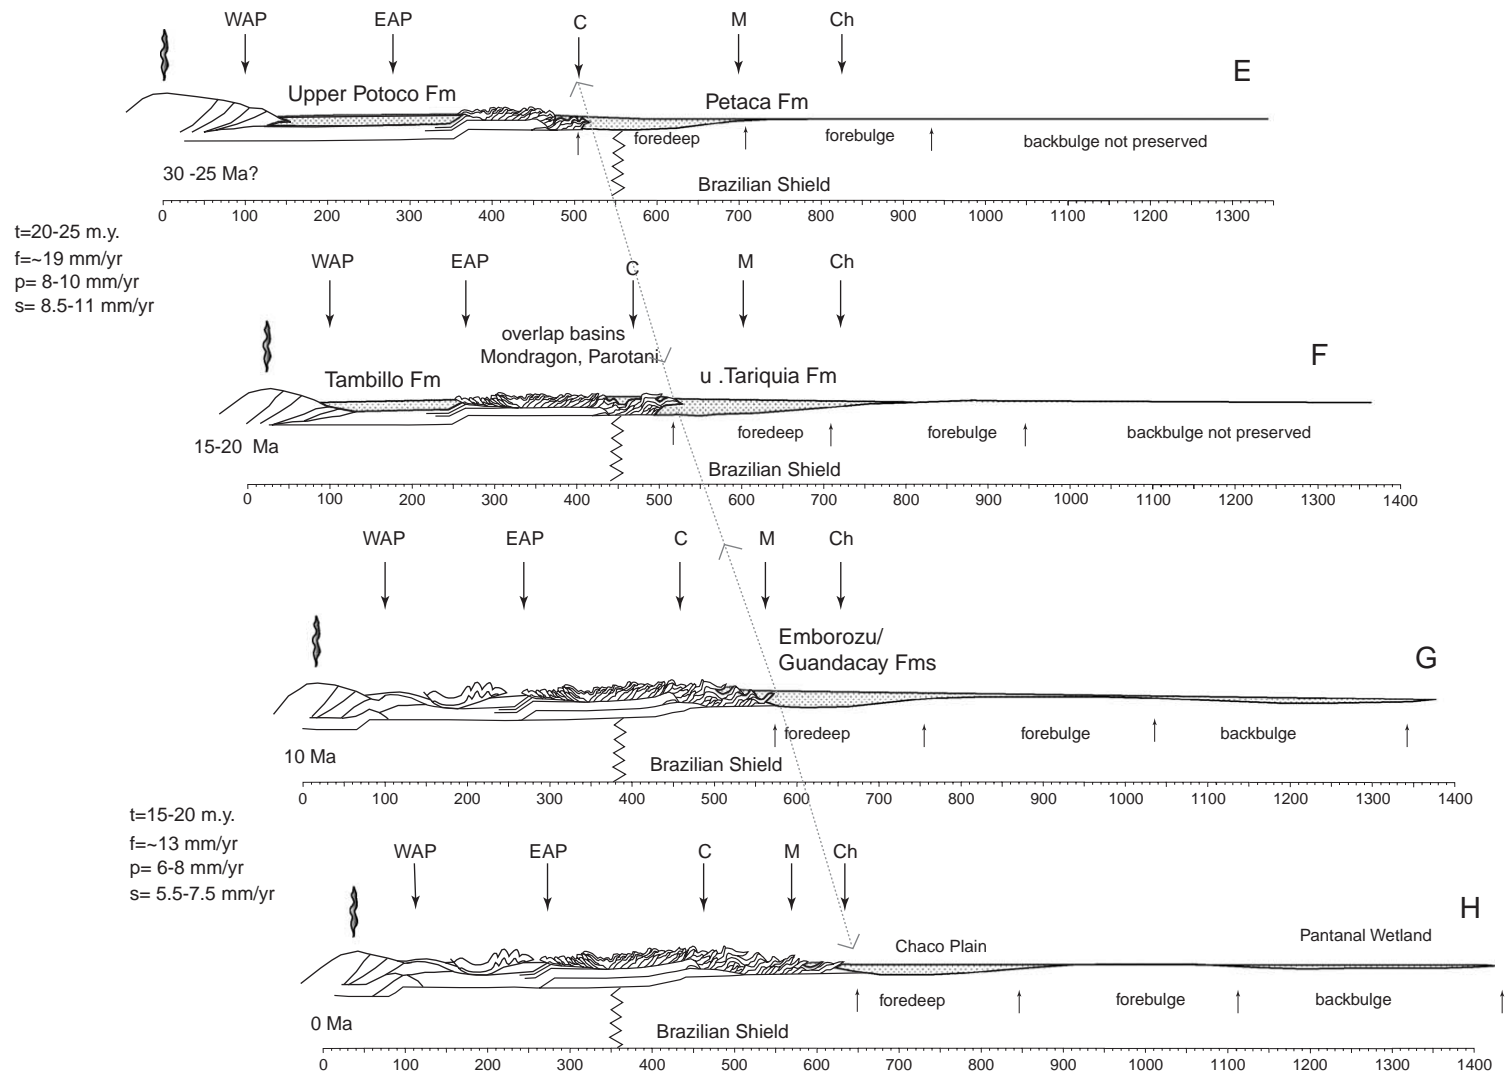 WAP EAP C M Ch
E
Upper Potoco Fm Petaca Fm
foredeep forebulge backbulge not preserved
30 -25 Ma?
Brazilian Shield
0 100 200 300 400 500 600 700 800 900 1000 1100 1200 1300
t=20-25 m.y.
f=~19 mm/yr
p= 8-10 mm/yr
s= 8.5-11 mm/yr
WAP EAP C M Ch
F
overlap basins
Mondragon, Parotani
Tambillo Fm u .Tariquia Fm
foredeep forebulge backbulge not preserved
15-20 Ma
Brazilian Shield
0 100 200 300 400 500 600 700 800 900 1000 1100 1200 1300 1400
WAP EAP C M Ch
G
Emborozu/
Guandacay Fms
foredeep forebulge backbulge
10 Ma
Brazilian Shield
0 100 200 300 400 500 600 700 800 900 1000 1100 1200 1300 1400
t=15-20 m.y.
f=~13 mm/yr
p= 6-8 mm/yr
s= 5.5-7.5 mm/yr
WAP EAP C M Ch
H
Chaco Plain Pantanal Wetland
foredeep forebulge backbulge
0 Ma
Brazilian Shield
0 100 200 300 400 500 600 700 800 900 1000 1100 1200 1300 1400